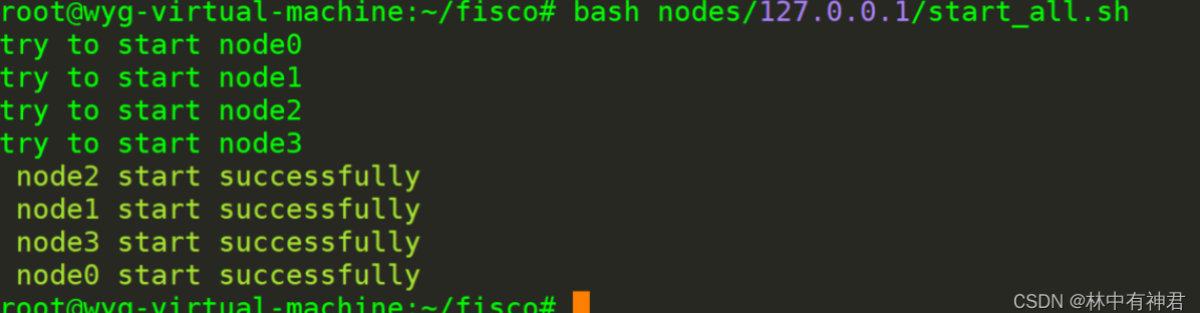 root@wyg-virtual-machine:~/fisco# bash nodes/127.0.0.1/start_all.sh
try to start node0
try to start node1
try to start node2
try to start node3
 node2 start successfully
 node1 start successfully
 node3 start successfully
 node0 start successfully
root@wyg-virtual-machine:~/fisco#
CSDN @林中有神君